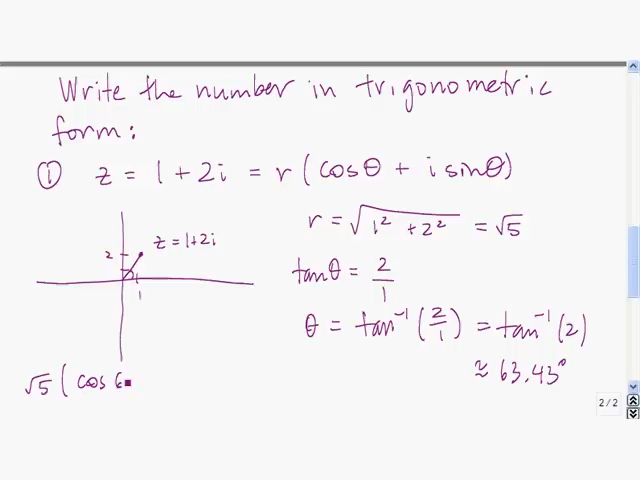 Write the number in trigonometric
form:
① z = 1 + 2i = r ( cosθ + i sinθ )
r = √1² + 2² = √5
2 z = 1+2i
1
tanθ = 2/1
θ = tan⁻¹ (2/1) = tan⁻¹ (2)
≈ 63.43°
√5 ( cos 6
2 / 2